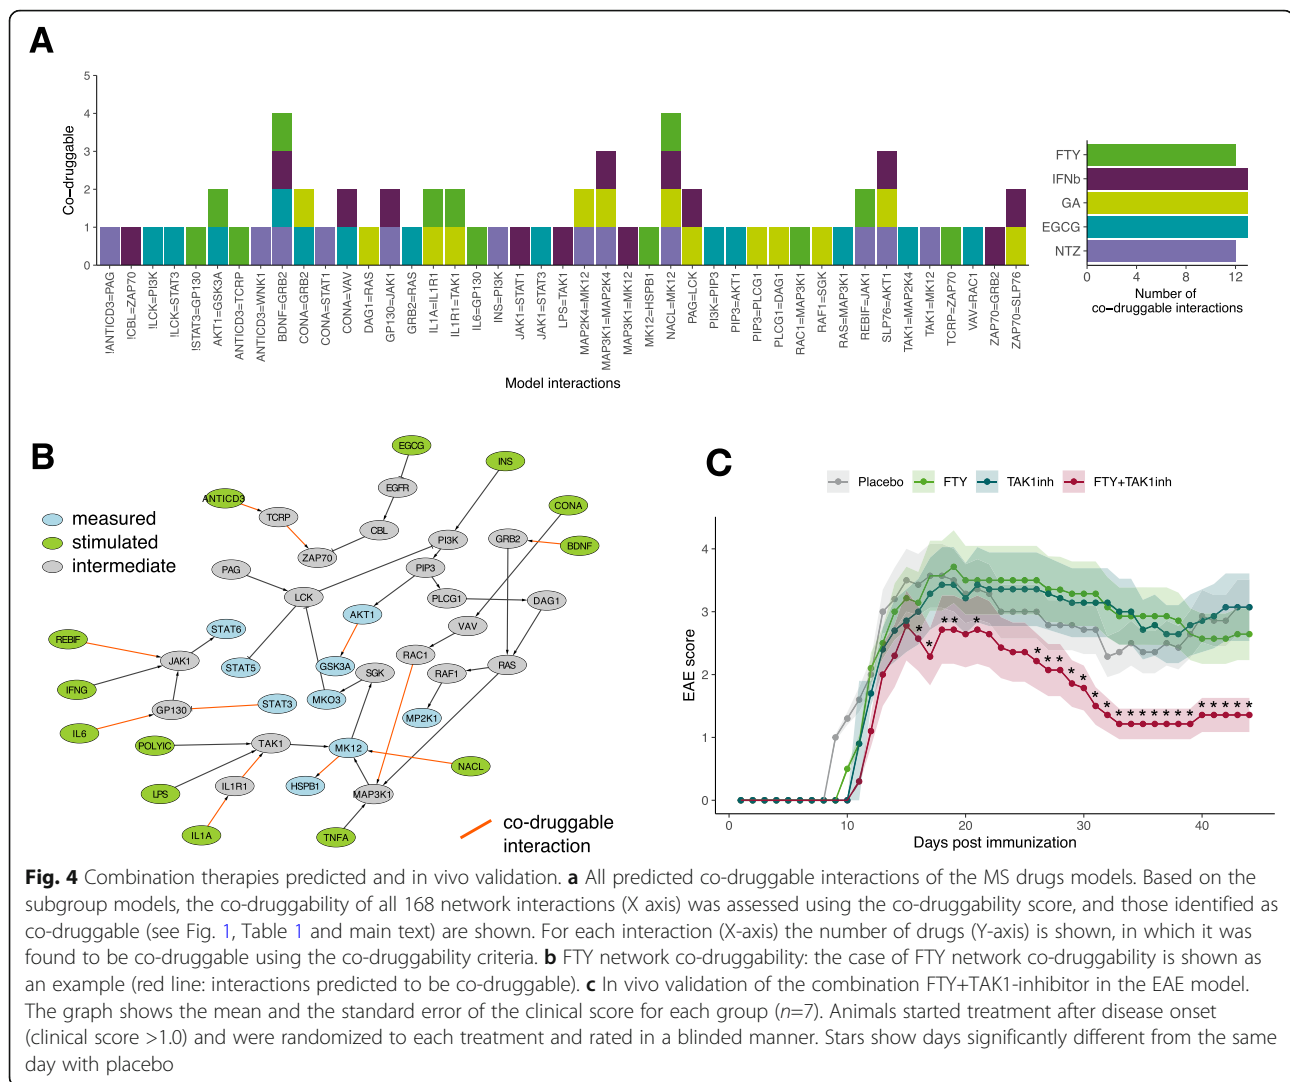 A
Co−druggable
5
4
3
2
1
0
!ANTICD3=PAG
!CBL=ZAP70
!LCK=PI3K
!LCK=STAT3
!STAT3=GP130
AKT1=GSK3A
ANTICD3=TCRP
ANTICD3=WNK1
BDNF=GRB2
CONA=GRB2
CONA=STAT1
CONA=VAV
DAG1=RAS
GP130=JAK1
GRB2=RAS
IL1A=IL1R1
IL1R1=TAK1
IL6=GP130
INS=PI3K
JAK1=STAT1
JAK1=STAT3
LPS=TAK1
MAP2K4=MK12
MAP3K1=MAP2K4
MAP3K1=MK12
MK12=HSPB1
NACL=MK12
PAG=LCK
PI3K=PIP3
PIP3=AKT1
PIP3=PLCG1
PLCG1=DAG1
RAC1=MAP3K1
RAF1=SGK
RAS=MAP3K1
REBIF=JAK1
SLP76=AKT1
TAK1=MAP2K4
TAK1=MK12
TCRP=ZAP70
VAV=RAC1
ZAP70=GRB2
ZAP70=SLP76
Model interactions
FTY
IFNb
GA
EGCG
NTZ
0 4 8 12
Number of
co−druggable interactions
B
measured
stimulated
intermediate
EGCG
INS
EGFR
ANTICD3
CONA
TCRP
CBL
PI3K
GRB2
BDNF
ZAP70
PAG
PIP3
LCK
PLCG1
DAG1
AKT1
STAT6
VAV
REBIF
JAK1
STAT5
GSK3A
SGK
RAC1
RAF1
RAS
IFNG
MKO3
STAT3
GP130
MP2K1
IL6
POLYIC
TAK1
MK12
NACL
LPS
IL1R1
HSPB1
MAP3K1
IL1A
TNFA
co-druggable
interaction
C
Placebo FTY TAK1inh FTY+TAK1inh
EAE score
4
3
2
1
0
* * * * * * * * * * * * * * * * * * * * * * * *
0 10 20 30 40
Days post immunization
Fig. 4 Combination therapies predicted and in vivo validation. a All predicted co-druggable interactions of the MS drugs models. Based on the
subgroup models, the co-druggability of all 168 network interactions (X axis) was assessed using the co-druggability score, and those identified as
co-druggable (see Fig. 1, Table 1 and main text) are shown. For each interaction (X-axis) the number of drugs (Y-axis) is shown, in which it was
found to be co-druggable using the co-druggability criteria. b FTY network co-druggability: the case of FTY network co-druggability is shown as
an example (red line: interactions predicted to be co-druggable). c In vivo validation of the combination FTY+TAK1-inhibitor in the EAE model.
The graph shows the mean and the standard error of the clinical score for each group (n=7). Animals started treatment after disease onset
(clinical score >1.0) and were randomized to each treatment and rated in a blinded manner. Stars show days significantly different from the same
day with placebo